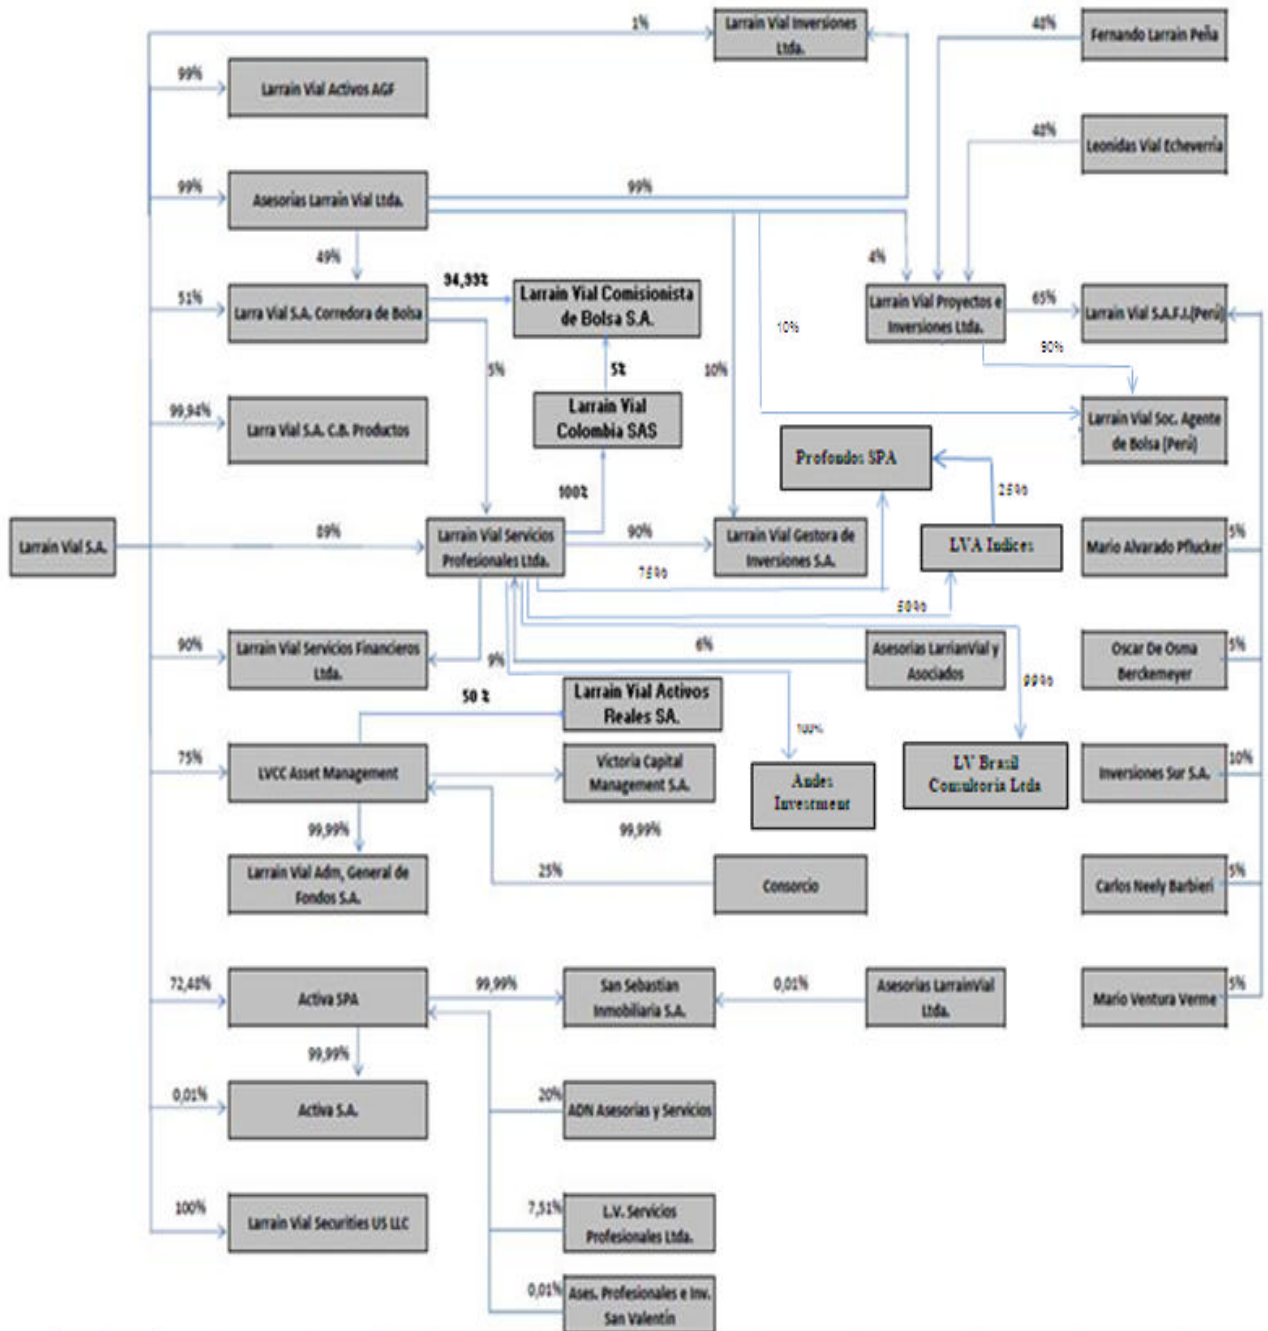 1%
Larrain Vial Inversiones
Ltda.
48%
Fernando Larrain Peña
99%
Larrain Vial Activos AGF
48%
Leonidas Vial Echeverría
99%
Asesorias Larrain Vial Ltda.
99%
49%
4%
51%
Larra Vial S.A. Corredora de Bolsa
94,99%
Larrain Vial Comisionista
de Bolsa S.A.
Larrain Vial Proyectos e
Inversiones Ltda.
65%
Larrain Vial S.A.F.I.(Perú)
10%
90%
5%
5%
10%
99,94%
Larra Vial S.A. C.B. Productos
Larrain Vial
Colombia SAS
Larrain Vial Soc. Agente
de Bolsa (Perú)
Profondos SPA
100%
25%
Larrain Vial S.A.
89%
Larrain Vial Servicios
Profesionales Ltda.
90%
Larrain Vial Gestora de
Inversiones S.A.
LVA Indices
Mario Alvarado Pflucker
5%
75%
50%
90%
Larrain Vial Servicios Financieros
Ltda.
9%
6%
Asesorias LarrianVial y
Asociados
Oscar De Osma
Berckemeyer
5%
99%
50 %
Larrain Vial Activos
Reales SA.
100%
75%
LVCC Asset Management
Victoria Capital
Management S.A.
Andes
Investment
LV Brasil
Consultoria Ltda
Inversiones Sur S.A.
10%
99,99%
99,99%
Larrain Vial Adm, General de
Fondos S.A.
25%
Consorcio
Carlos Neely Barbieri
5%
72,48%
Activa SPA
99,99%
San Sebastian
Inmobiliaria S.A.
0,01%
Asesorias LarrainVial
Ltda.
Mario Ventura Verme
5%
99,99%
0,01%
Activa S.A.
20%
ADN Asesorias y Servicios
100%
Larrain Vial Securities US LLC
7,51%
L.V. Servicios
Profesionales Ltda.
0,01%
Ases. Profesionales e Inv.
San Valentín